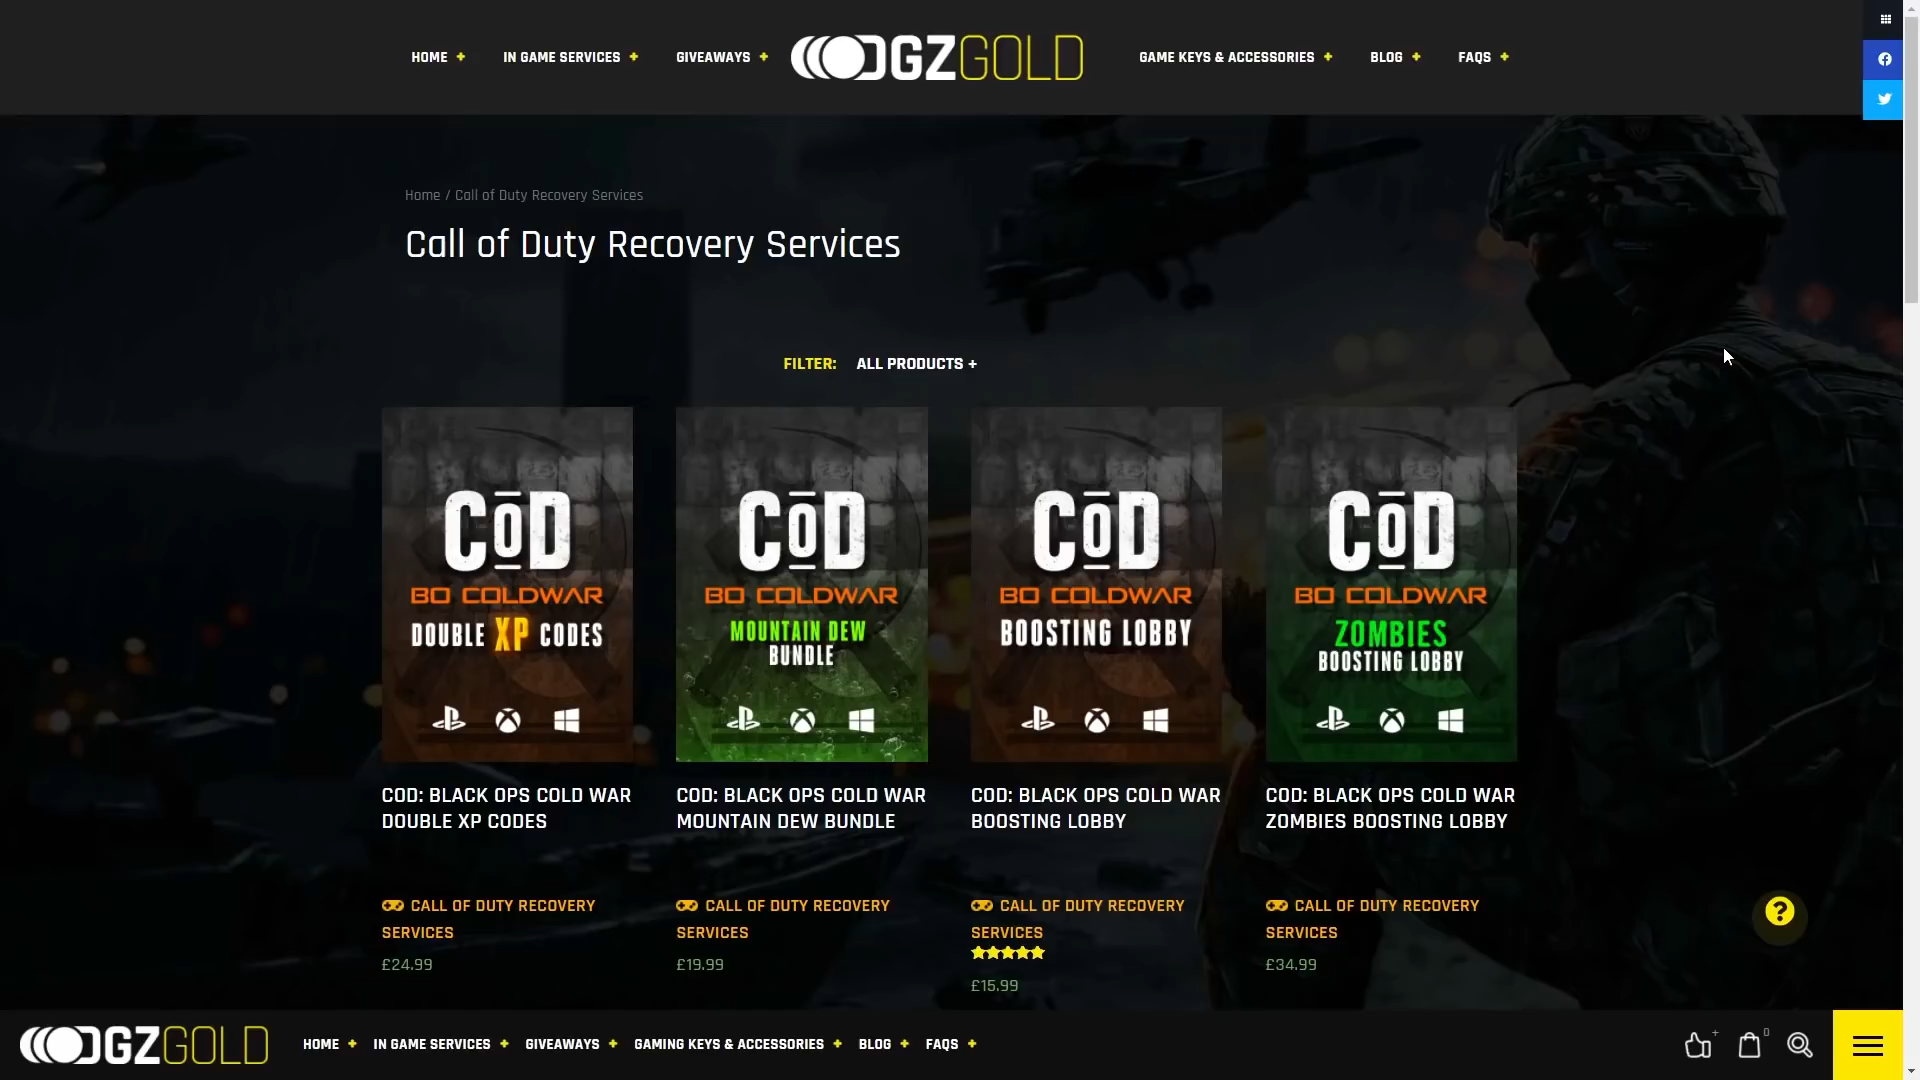 HOME +
IN GAME SERVICES +
GIVEAWAYS +
DGZGOLD
GAME KEYS & ACCESSORIES +
BLOG +
FAQS +
Home / Call of Duty Recovery Services
Call of Duty Recovery Services
FILTER: ALL PRODUCTS +
COD
BO COLDWAR
DOUBLE XP CODES
COD
BO COLDWAR
MOUNTAIN DEW
BUNDLE
COD
BO COLDWAR
BOOSTING LOBBY
COD
BO COLDWAR
ZOMBIES
BOOSTING LOBBY
COD: BLACK OPS COLD WAR
DOUBLE XP CODES
CALL OF DUTY RECOVERY
SERVICES
£24.99
COD: BLACK OPS COLD WAR
MOUNTAIN DEW BUNDLE
CALL OF DUTY RECOVERY
SERVICES
£19.99
COD: BLACK OPS COLD WAR
BOOSTING LOBBY
CALL OF DUTY RECOVERY
SERVICES
£15.99
COD: BLACK OPS COLD WAR
ZOMBIES BOOSTING LOBBY
CALL OF DUTY RECOVERY
SERVICES
£34.99
?
DGZGOLD
HOME +
IN GAME SERVICES +
GIVEAWAYS +
GAMING KEYS & ACCESSORIES +
BLOG +
FAQS +
+
0